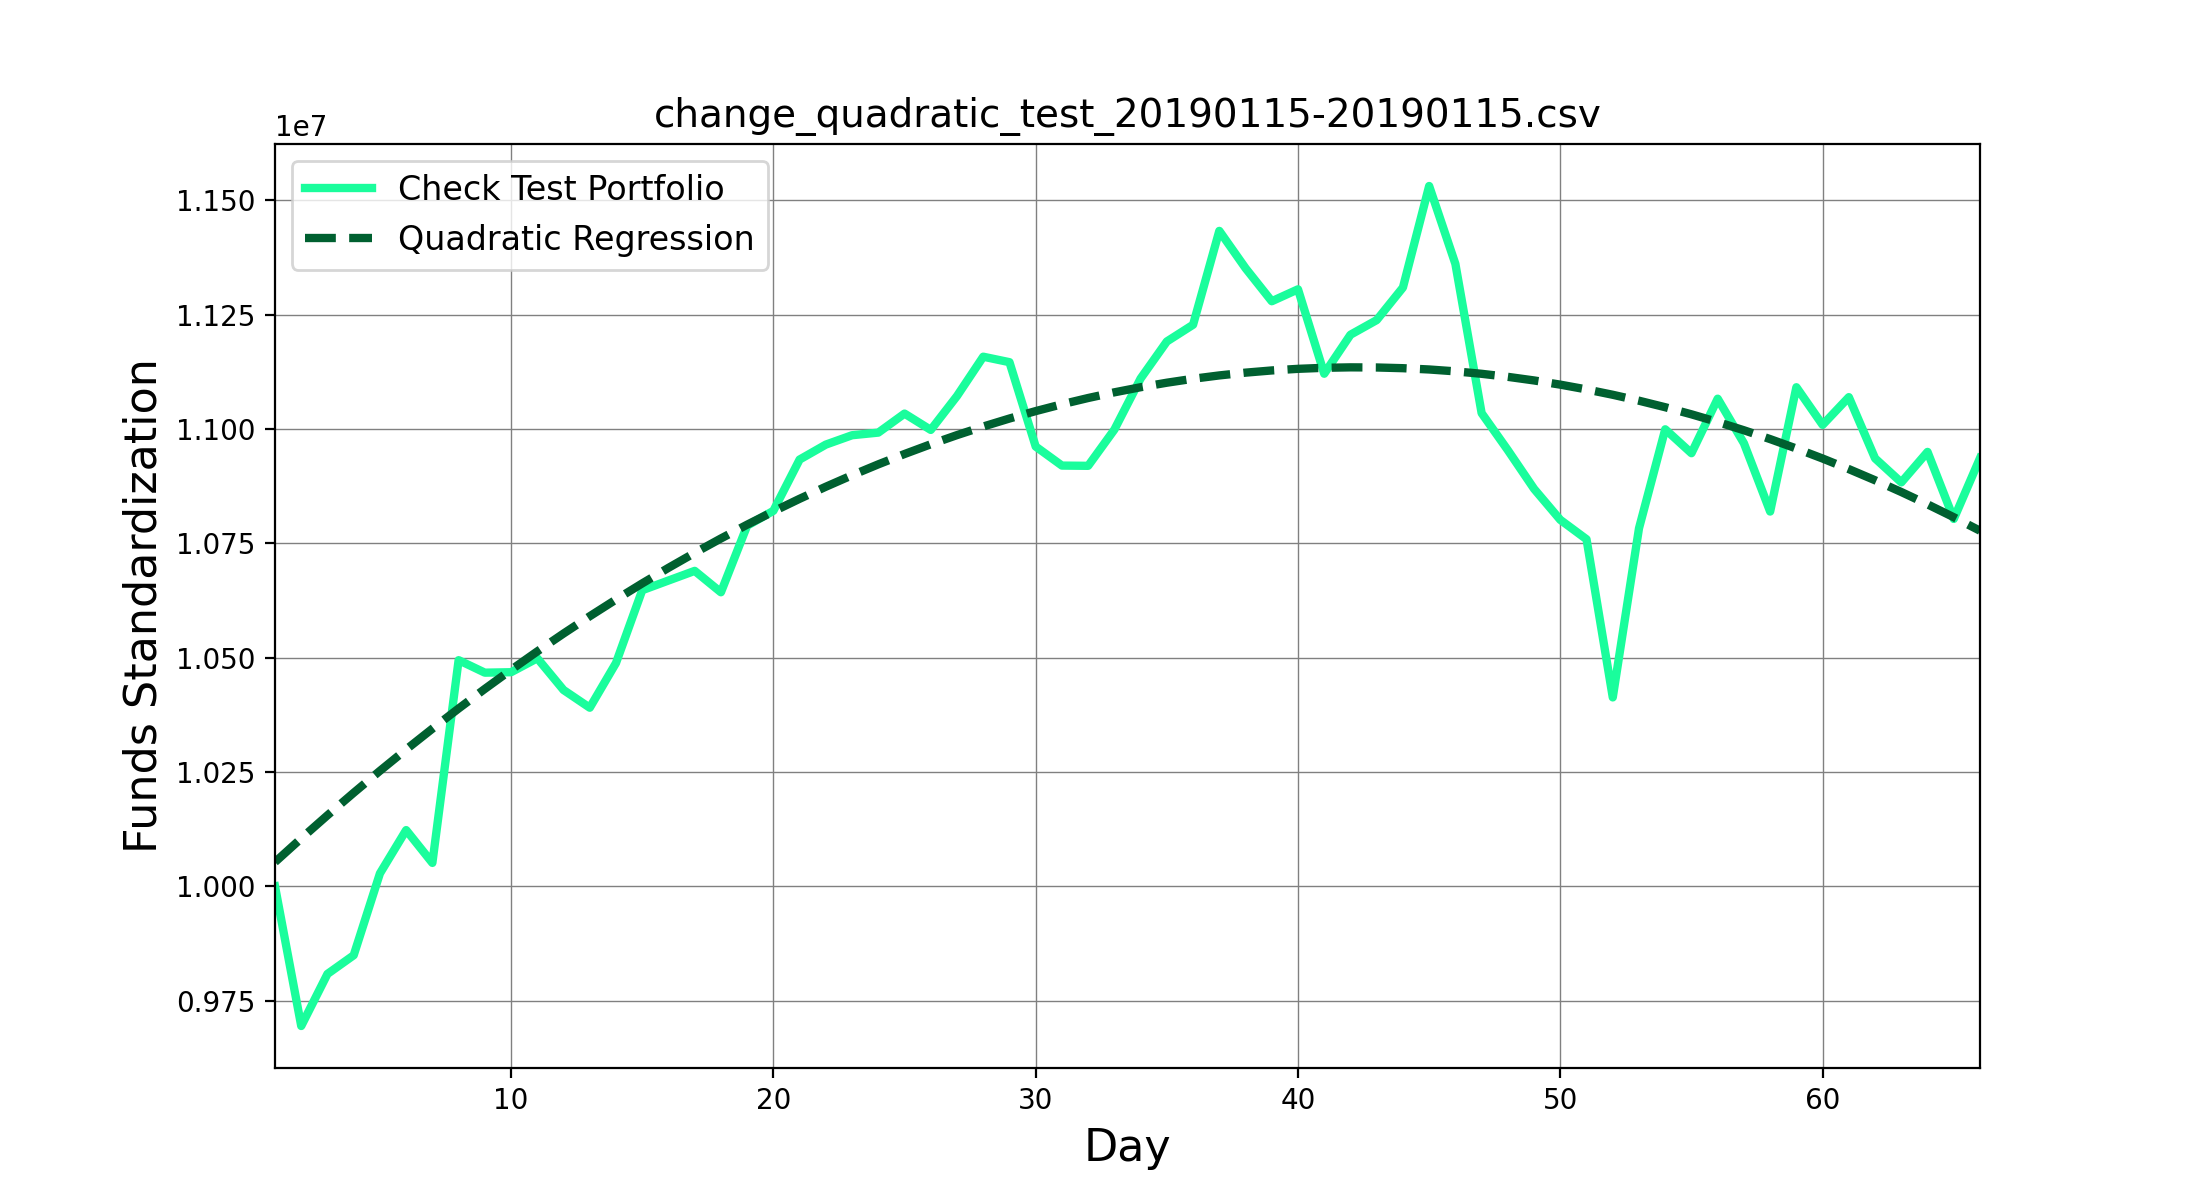 change_quadratic_test_20190115-20190115.csv
1e7
Check Test Portfolio
Quadratic Regression
1.150
1.125
1.100
1.075
1.050
1.025
1.000
0.975
Funds Standardization
10 20 30 40 50 60
Day